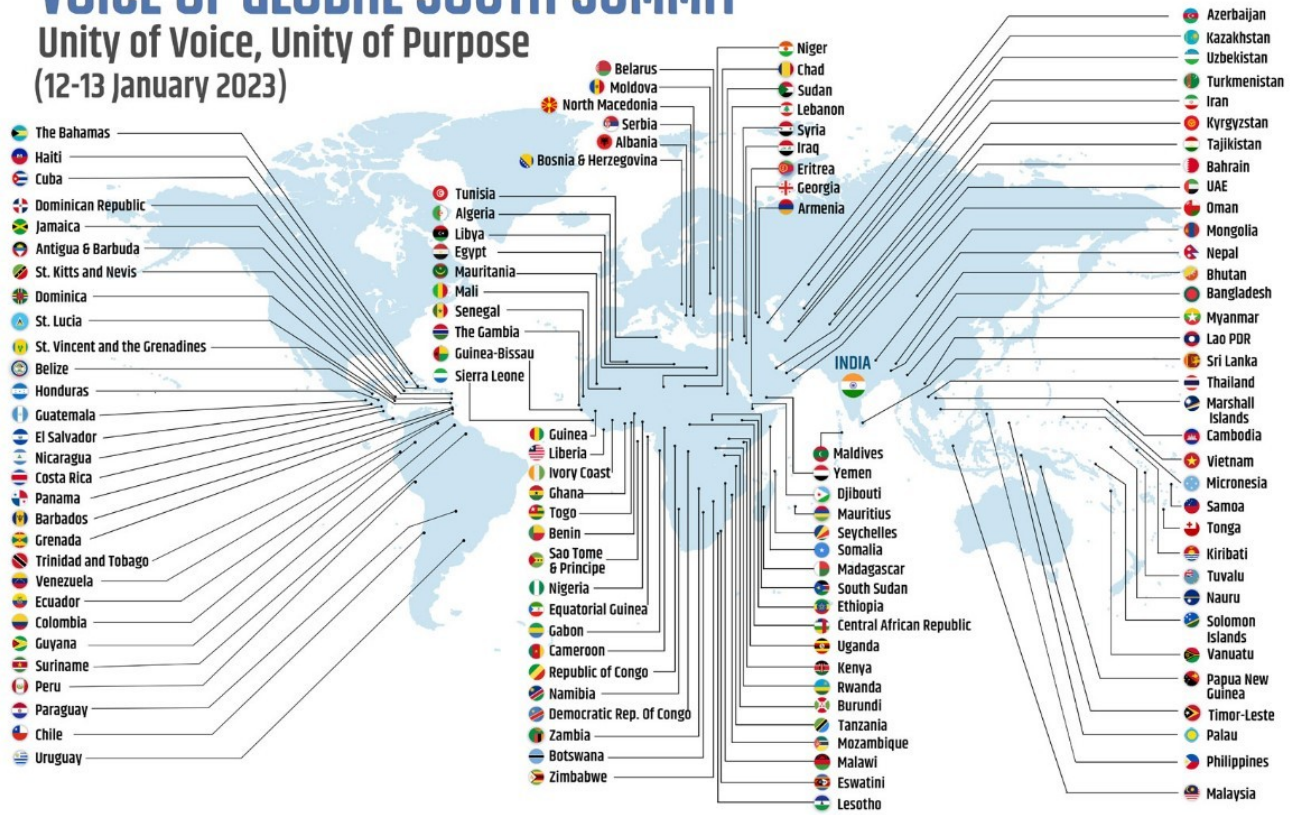 VOICE OF GLOBAL SOUTH SUMMIT
Unity of Voice, Unity of Purpose
(12-13 January 2023)
The Bahamas
Haiti
Cuba
Dominican Republic
Jamaica
Antigua & Barbuda
St. Kitts and Nevis
Dominica
St. Lucia
St. Vincent and the Grenadines
Belize
Honduras
Guatemala
El Salvador
Nicaragua
Costa Rica
Panama
Barbados
Grenada
Trinidad and Tobago
Venezuela
Ecuador
Colombia
Guyana
Suriname
Peru
Paraguay
Chile
Uruguay
Belarus
Moldova
North Macedonia
Serbia
Albania
Bosnia & Herzegovina
Tunisia
Algeria
Libya
Egypt
Mauritania
Mali
Senegal
The Gambia
Guinea-Bissau
Sierra Leone
Guinea
Liberia
Ivory Coast
Ghana
Togo
Benin
Sao Tome
& Principe
Nigeria
Equatorial Guinea
Gabon
Cameroon
Republic of Congo
Namibia
Democratic Rep. Of Congo
Zambia
Botswana
Zimbabwe
Niger
Chad
Sudan
Lebanon
Syria
Iraq
Eritrea
Georgia
Armenia
INDIA
Maldives
Yemen
Djibouti
Mauritius
Seychelles
Somalia
Madagascar
South Sudan
Ethiopia
Central African Republic
Uganda
Kenya
Rwanda
Burundi
Tanzania
Mozambique
Malawi
Eswatini
Lesotho
Azerbaijan
Kazakhstan
Uzbekistan
Turkmenistan
Iran
Kyrgyzstan
Tajikistan
Bahrain
UAE
Oman
Mongolia
Nepal
Bhutan
Bangladesh
Myanmar
Lao PDR
Sri Lanka
Thailand
Marshall
Islands
Cambodia
Vietnam
Micronesia
Samoa
Tonga
Kiribati
Tuvalu
Nauru
Solomon
Islands
Vanuatu
Papua New
Guinea
Timor-Leste
Palau
Philippines
Malaysia